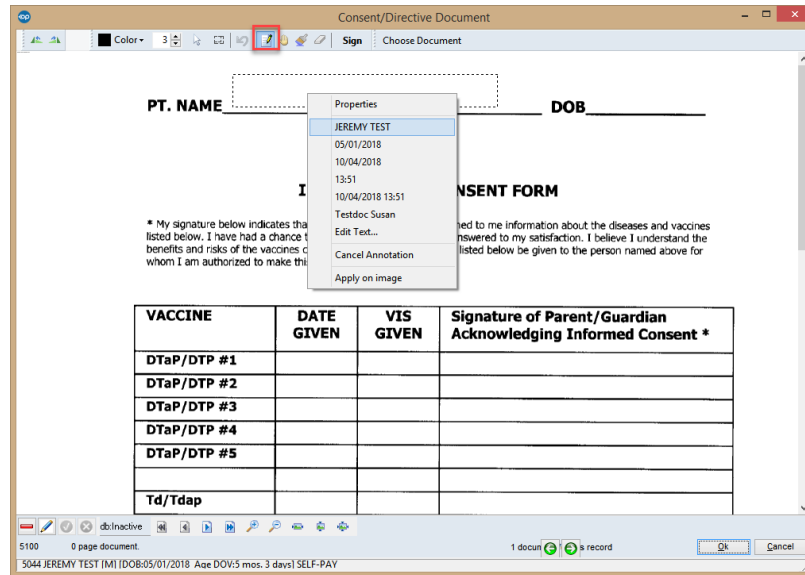 op
Consent/Directive Document
Color
3
Sign
Choose Document
PT. NAME
DOB
Properties
JEREMY TEST
05/01/2018
10/04/2018
13:51
10/04/2018 13:51
Testdoc Susan
Edit Text...
Cancel Annotation
Apply on image
I NSENT FORM
* My signature below indicates tha ned to me information about the diseases and vaccines
listed below. I have had a chance t nswered to my satisfaction. I believe I understand the
benefits and risks of the vaccines listed below be given to the person named above for
whom I am authorized to make thi
VACCINE DATE GIVEN VIS GIVEN Signature of Parent/Guardian Acknowledging Informed Consent *
DTaP/DTP #1
DTaP/DTP #2
DTaP/DTP #3
DTaP/DTP #4
DTaP/DTP #5
Td/Tdap
db:Inactive
5100 0 page document. 1 docun s record Ok Cancel
5044 JEREMY TEST [M] [DOB:05/01/2018 Age DOV:5 mos. 3 days] SELF-PAY